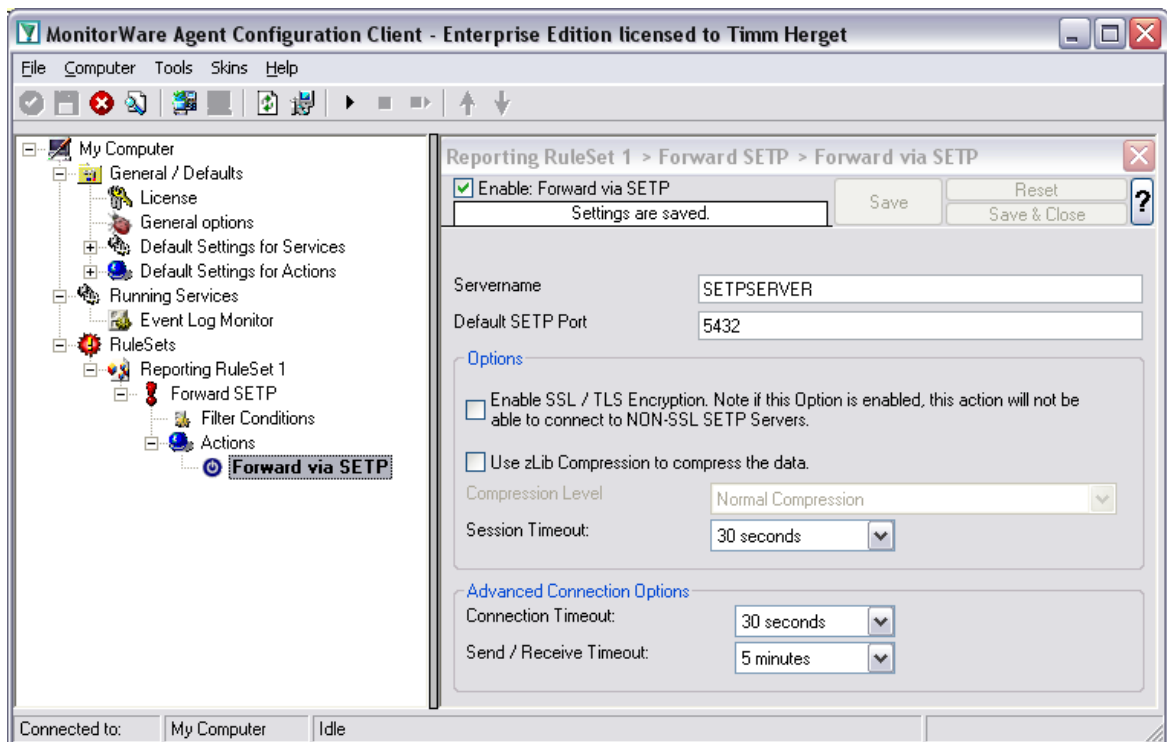 MonitorWare Agent Configuration Client - Enterprise Edition licensed to Timm Herget
File Computer Tools Skins Help
My Computer
General / Defaults
License
General options
Default Settings for Services
Default Settings for Actions
Running Services
Event Log Monitor
RuleSets
Reporting RuleSet 1
Forward SETP
Filter Conditions
Actions
Forward via SETP
Reporting RuleSet 1 > Forward SETP > Forward via SETP
Enable: Forward via SETP
Settings are saved.
Save
Reset
Save & Close
?
Servername
SETPSERVER
Default SETP Port
5432
Options
Enable SSL / TLS Encryption. Note if this Option is enabled, this action will not be
able to connect to NON-SSL SETP Servers.
Use zLib Compression to compress the data.
Compression Level
Normal Compression
Session Timeout:
30 seconds
Advanced Connection Options
Connection Timeout:
30 seconds
Send / Receive Timeout:
5 minutes
Connected to: My Computer Idle